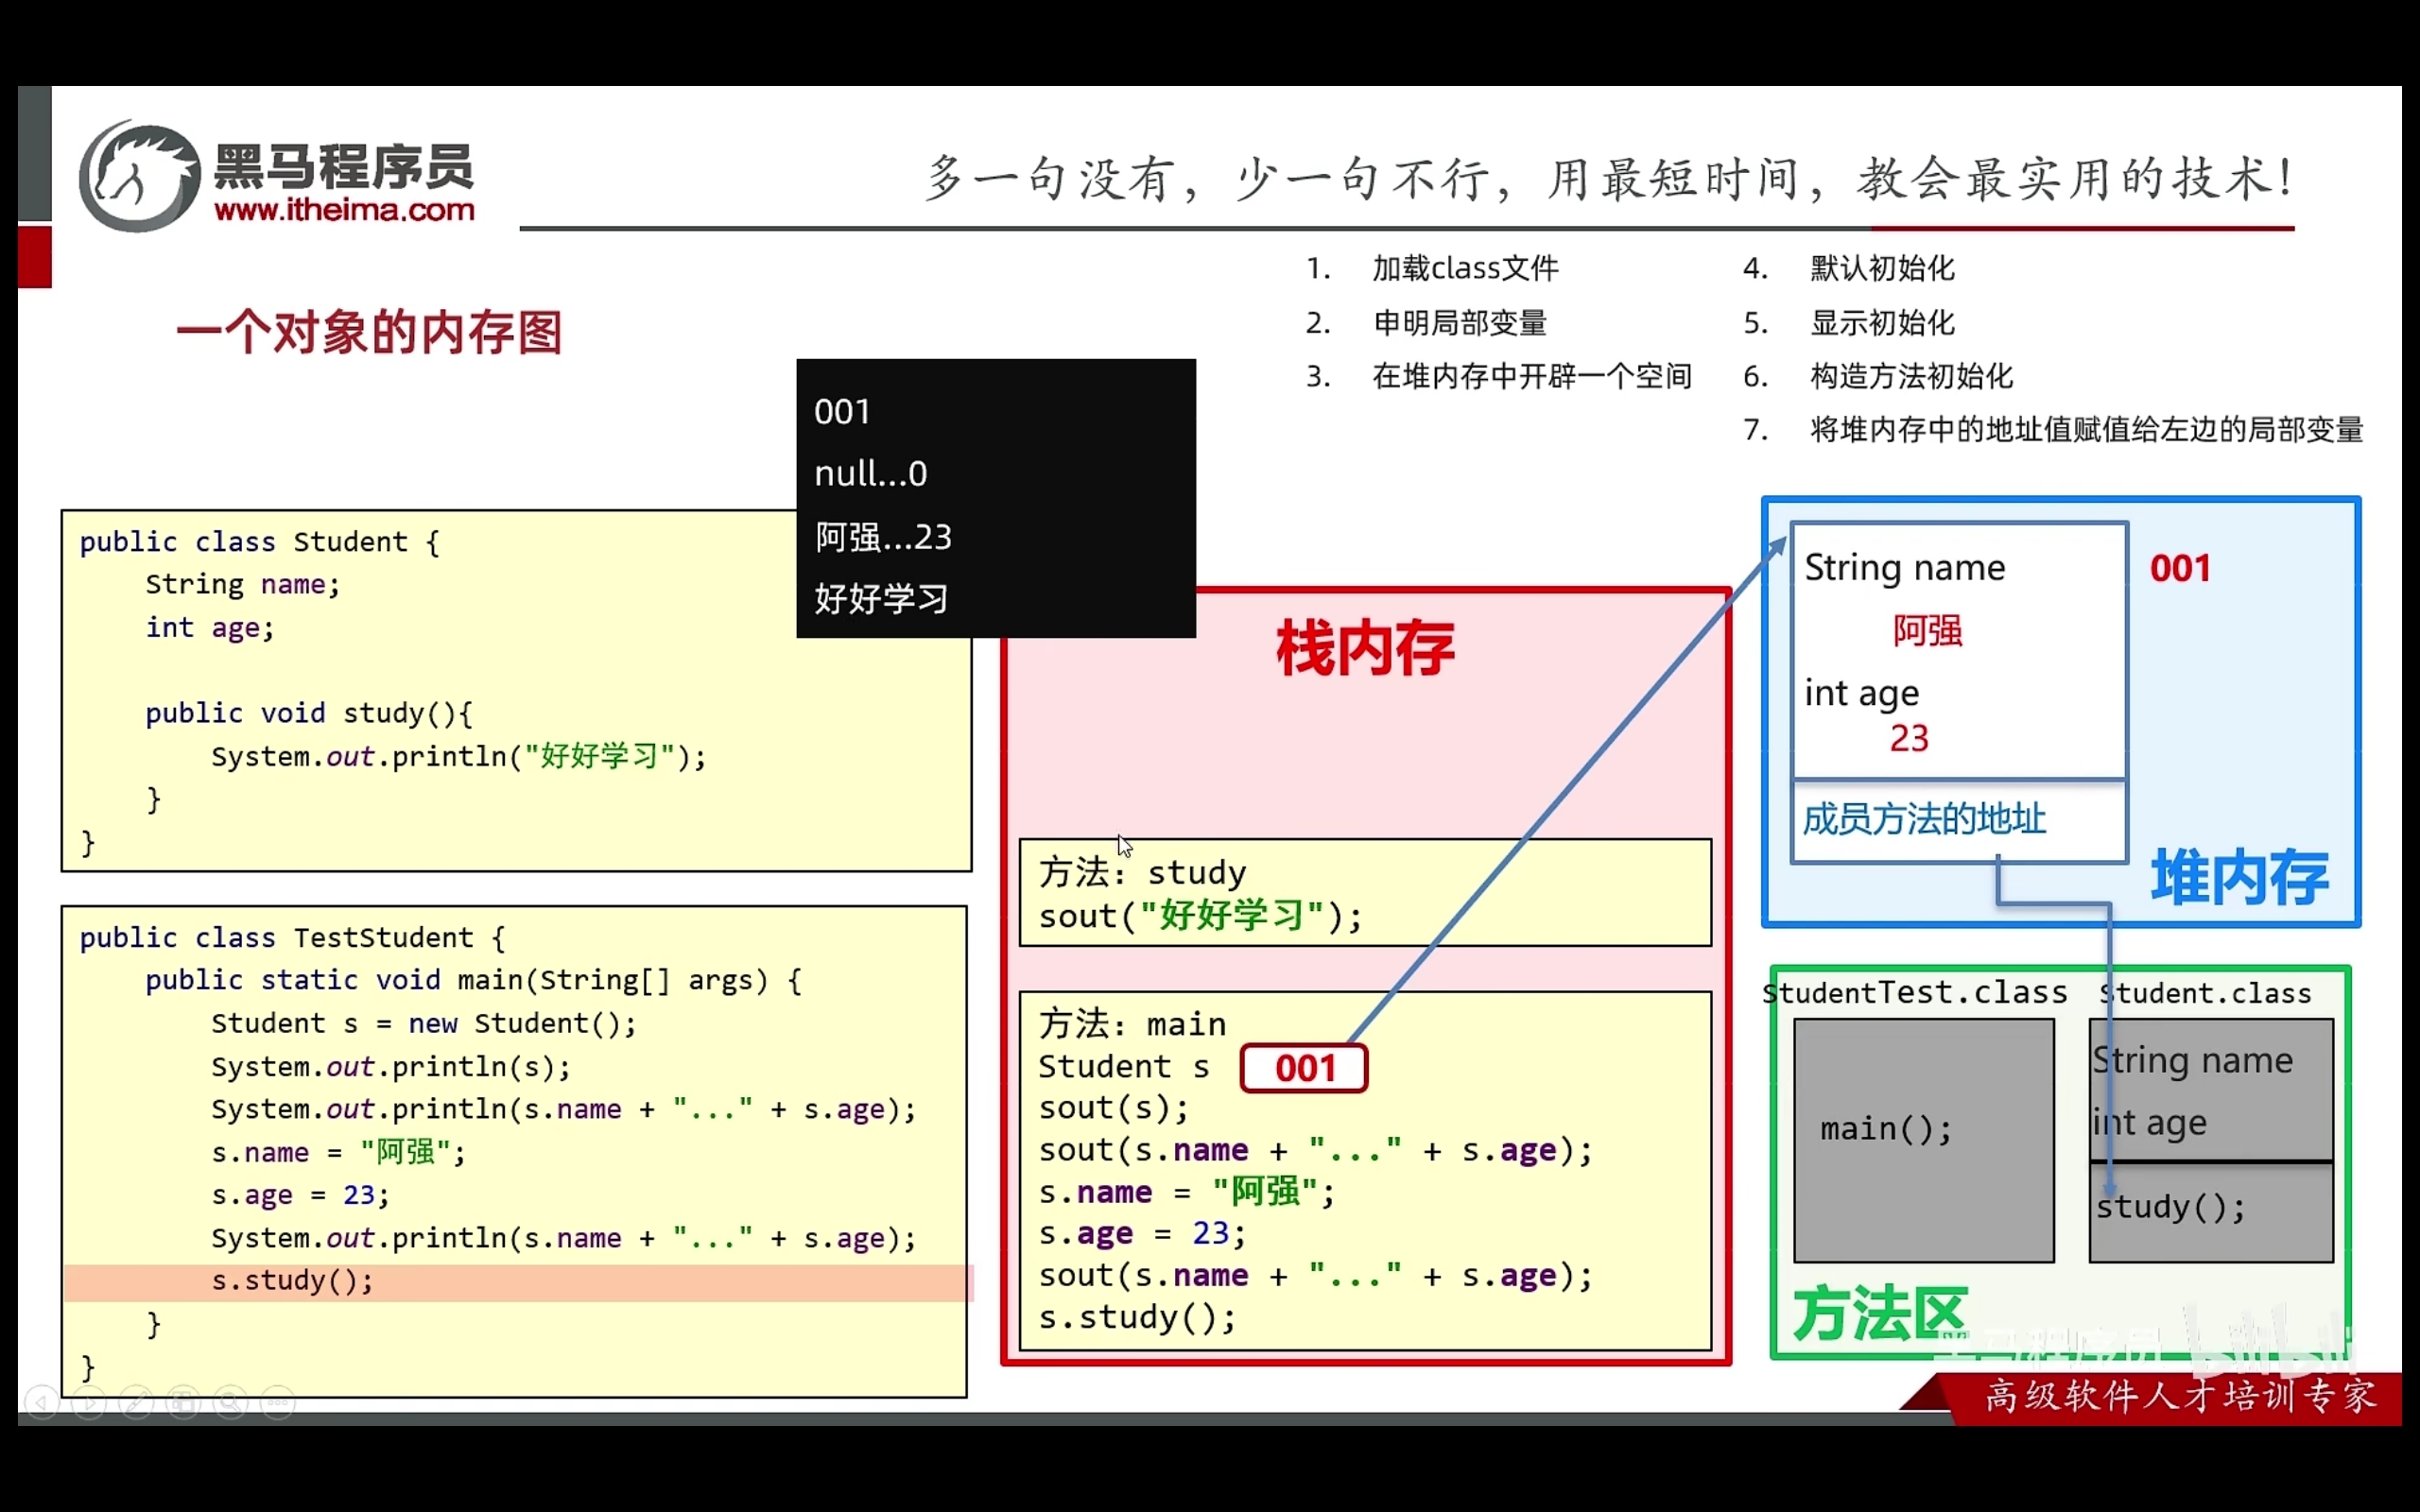 黑马程序员
www.itheima.com
多一句没有，少一句不行，用最短时间，教会最实用的技术！
一个对象的内存图
1. 加载class文件
2. 申明局部变量
3. 在堆内存中开辟一个空间
4. 默认初始化
5. 显示初始化
6. 构造方法初始化
7. 将堆内存中的地址值赋值给左边的局部变量
001
null...0
阿强...23
好好学习
public class Student {
String name;
int age;
public void study(){
System.out.println("好好学习");
}
}
public class TestStudent {
public static void main(String[] args) {
Student s = new Student();
System.out.println(s);
System.out.println(s.name + "..." + s.age);
s.name = "阿强";
s.age = 23;
System.out.println(s.name + "..." + s.age);
s.study();
}
}
栈内存
方法：study
sout("好好学习");
方法：main
Student s 001
sout(s);
sout(s.name + "..." + s.age);
s.name = "阿强";
s.age = 23;
sout(s.name + "..." + s.age);
s.study();
String name
001
阿强
int age
23
成员方法的地址
堆内存
studentTest.class
student.class
main();
String name
int age
study();
方法区
黑马程序员 bilibili
高级软件人才培训专家